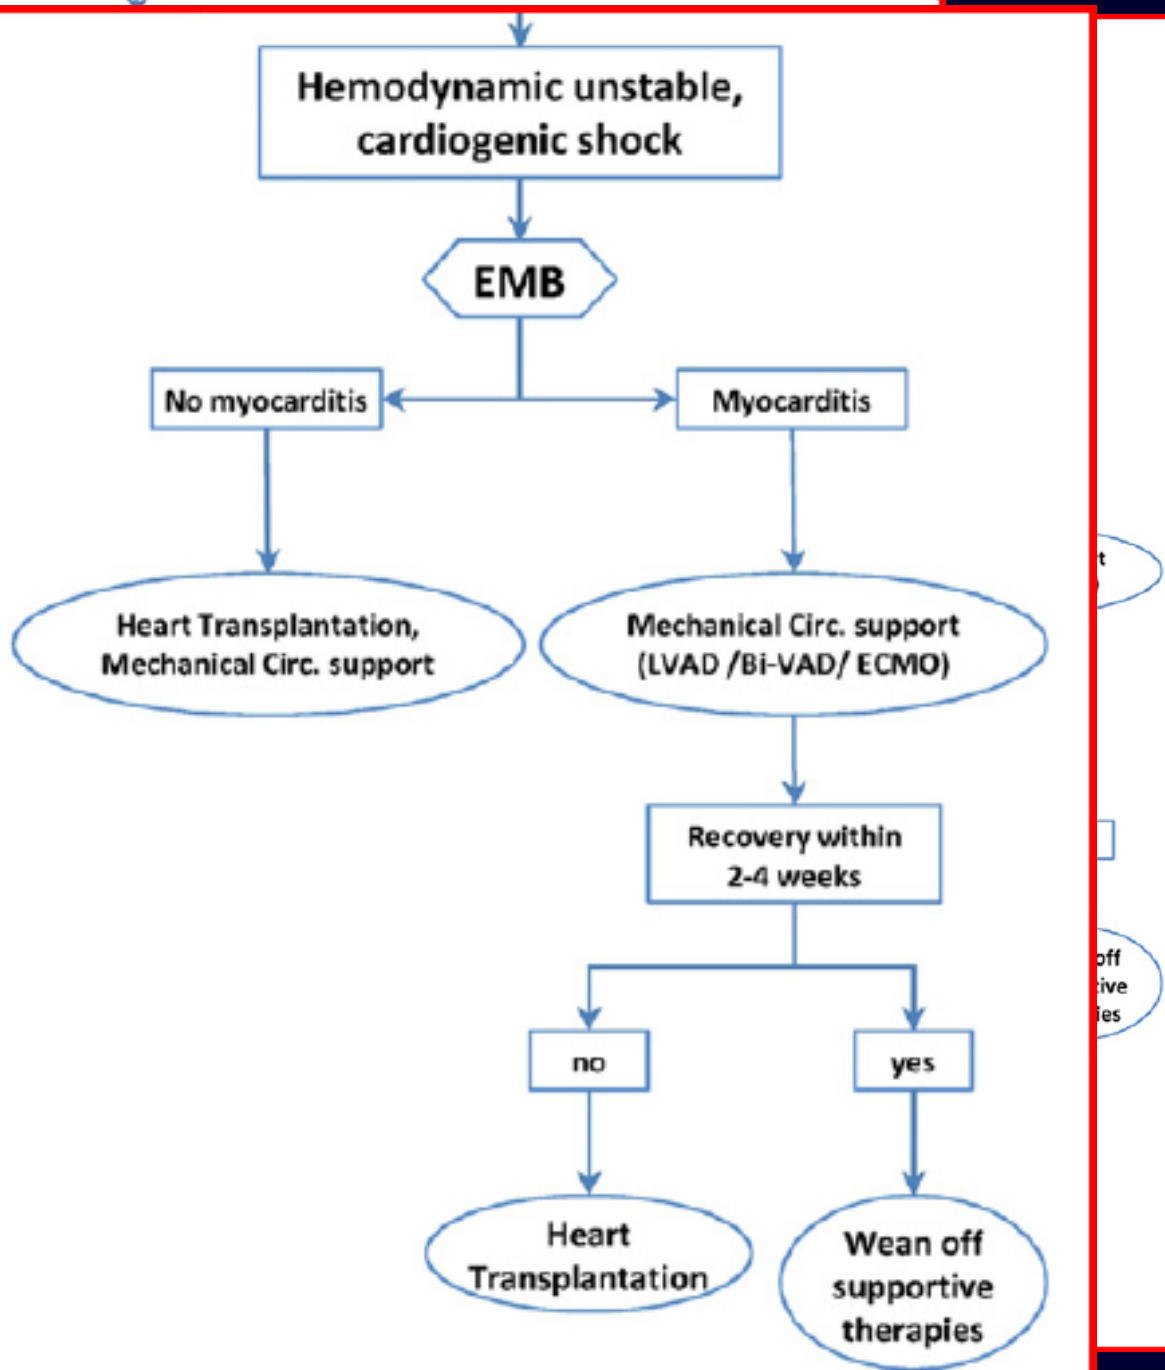 Hemodynamic unstable,
cardiogenic shock
EMB
No myocarditis
Myocarditis
Heart Transplantation,
Mechanical Circ. support
Mechanical Circ. support
(LVAD /Bi-VAD/ ECMO)
Recovery within
2-4 weeks
no
yes
Heart
Transplantation
Wean off
supportive
therapies
off